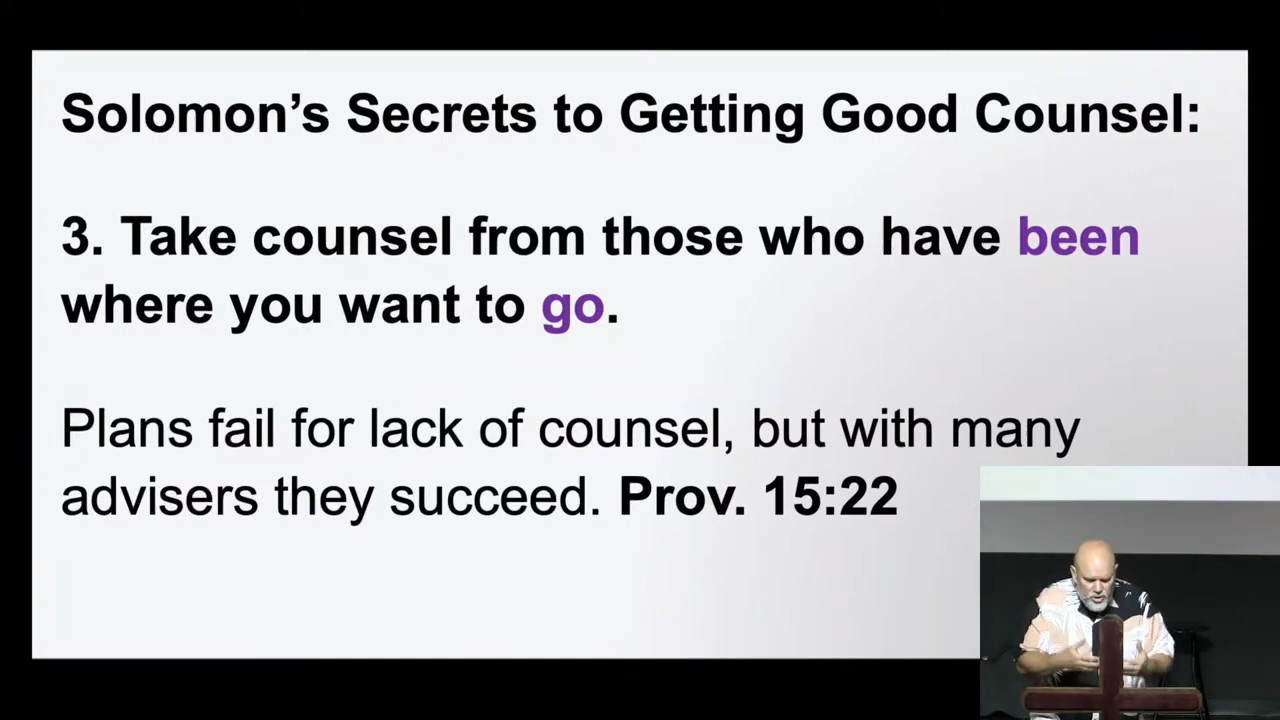 Solomon’s Secrets to Getting Good Counsel:
3. Take counsel from those who have been
where you want to go.
Plans fail for lack of counsel, but with many
advisers they succeed. Prov. 15:22